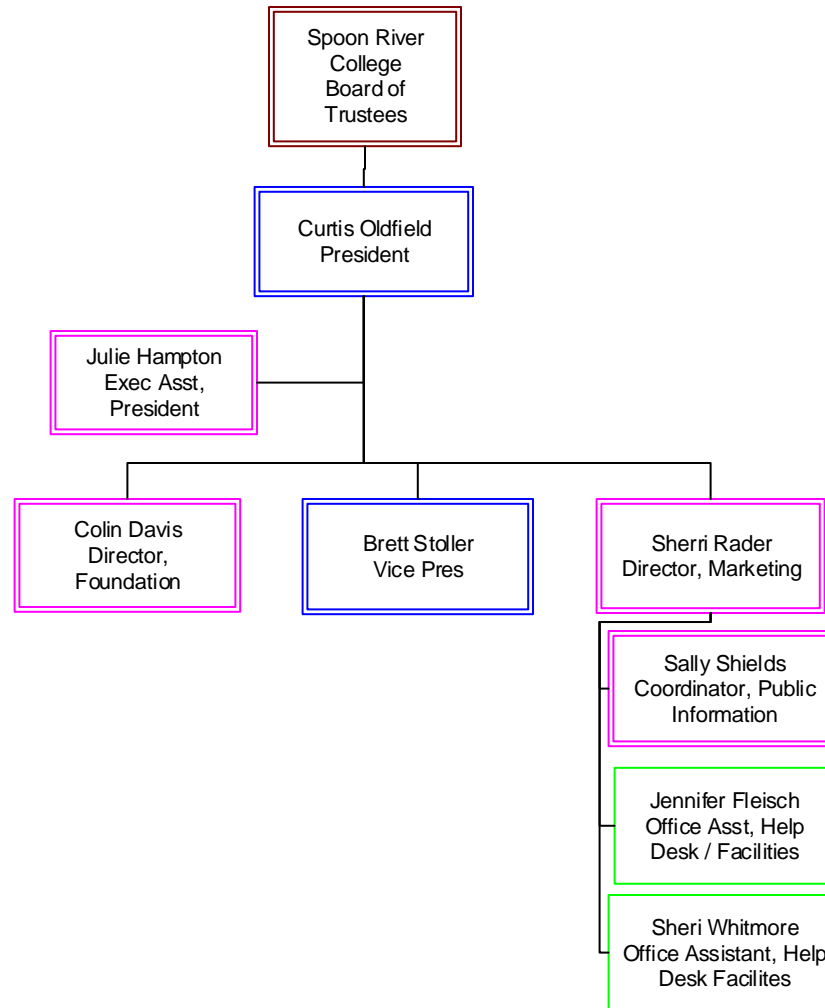 Spoon River
College
Board of
Trustees
Curtis Oldfield
President
Julie Hampton
Exec Asst,
President
Colin Davis
Director,
Foundation
Brett Stoller
Vice Pres
Sherri Rader
Director, Marketing
Sally Shields
Coordinator, Public
Information
Jennifer Fleisch
Office Asst, Help
Desk / Facilities
Sheri Whitmore
Office Assistant, Help
Desk Facilites